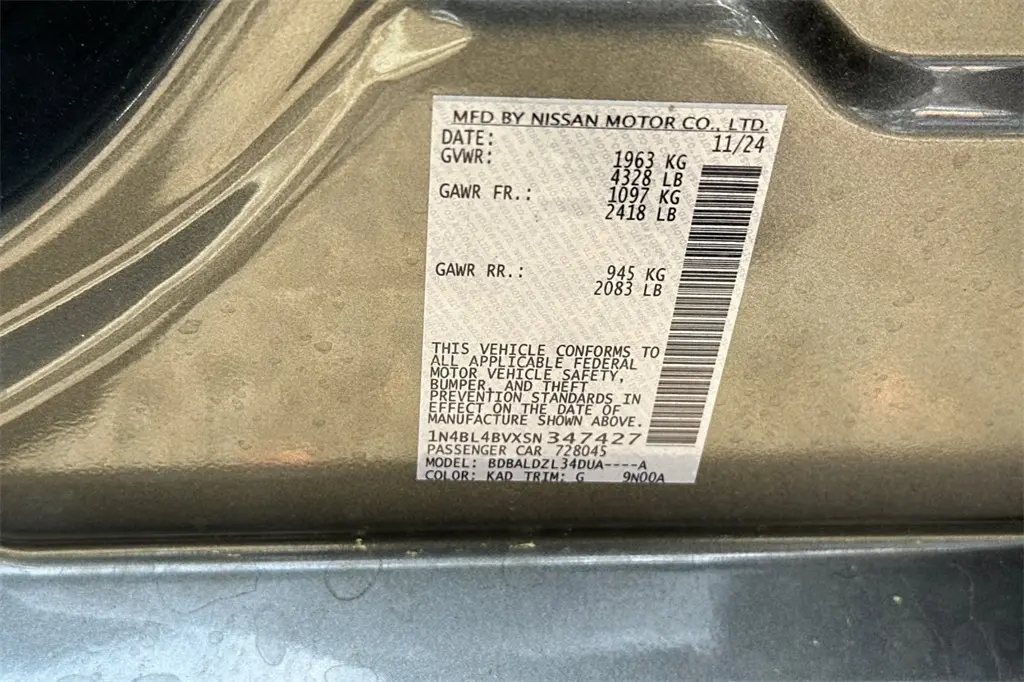 MFD BY NISSAN MOTOR CO., LTD.
DATE: 11/24
GVWR: 1963 KG
4328 LB
GAWR FR.: 1097 KG
2418 LB
GAWR RR.: 945 KG
2083 LB
THIS VEHICLE CONFORMS TO
ALL APPLICABLE FEDERAL
MOTOR VEHICLE SAFETY,
BUMPER, AND THEFT
PREVENTION STANDARDS IN
EFFECT ON THE DATE OF
MANUFACTURE SHOWN ABOVE.
1N4BL4BVXSN347427
PASSENGER CAR 728045
MODEL: BDBALDZL34DUA----A
COLOR: KAD TRIM: G 9N00A